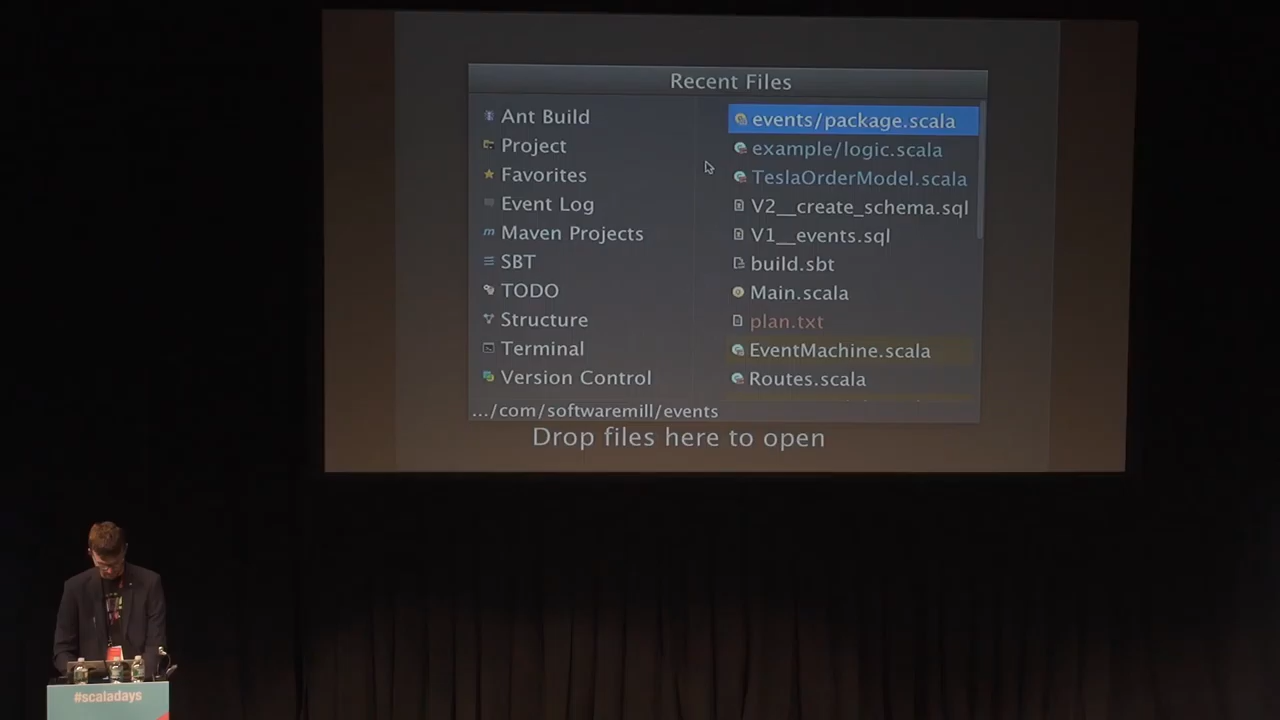 Recent Files
Ant Build
Project
Favorites
Event Log
Maven Projects
SBT
TODO
Structure
Terminal
Version Control
events/package.scala
example/logic.scala
TeslaOrderModel.scala
V2__create_schema.sql
V1__events.sql
build.sbt
Main.scala
plan.txt
EventMachine.scala
Routes.scala
.../com/softwaremill/events
Drop files here to open
#scaladays